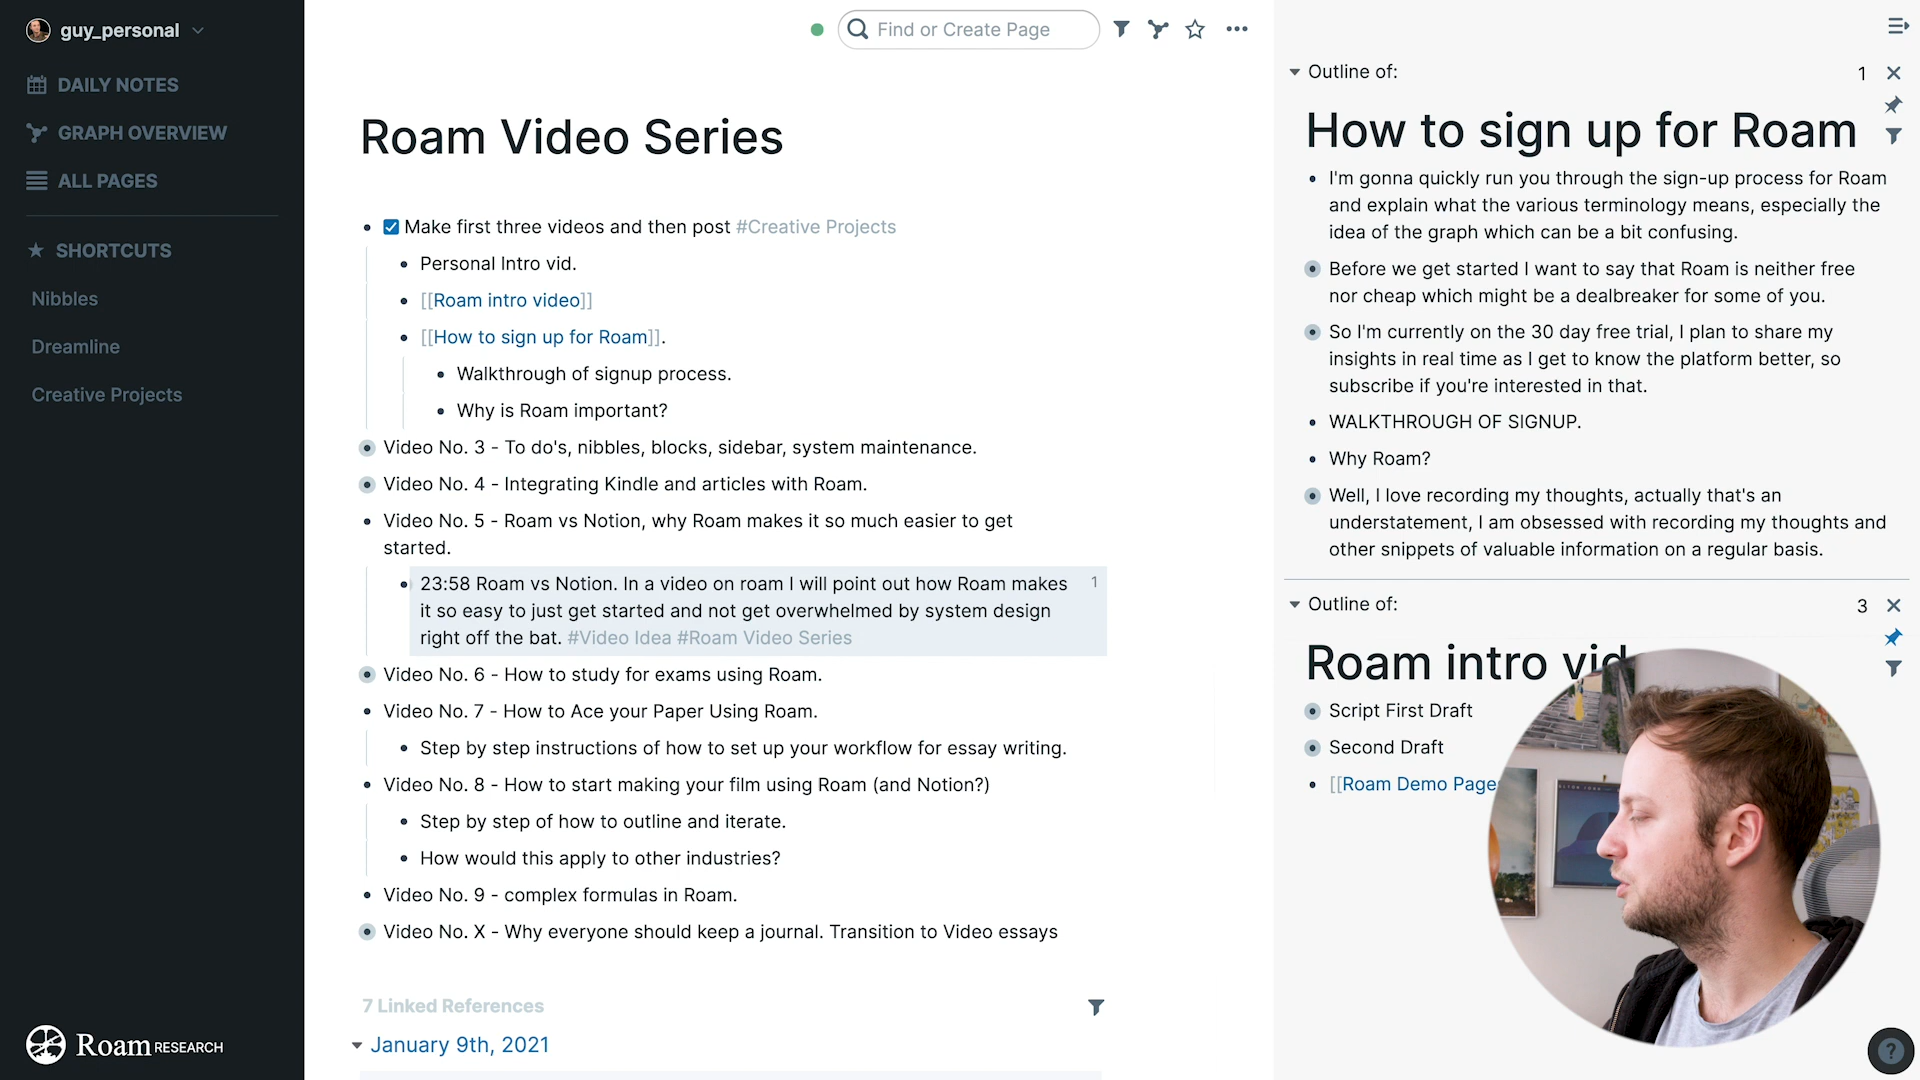 guy_personal
DAILY NOTES
GRAPH OVERVIEW
ALL PAGES
SHORTCUTS
Nibbles
Dreamline
Creative Projects
Roam RESEARCH
Find or Create Page
Roam Video Series
Make first three videos and then post #Creative Projects
Personal Intro vid.
[[Roam intro video]]
[[How to sign up for Roam]].
Walkthrough of signup process.
Why is Roam important?
Video No. 3 - To do's, nibbles, blocks, sidebar, system maintenance.
Video No. 4 - Integrating Kindle and articles with Roam.
Video No. 5 - Roam vs Notion, why Roam makes it so much easier to get
started.
23:58 Roam vs Notion. In a video on roam I will point out how Roam makes 1
it so easy to just get started and not get overwhelmed by system design
right off the bat. #Video Idea #Roam Video Series
Video No. 6 - How to study for exams using Roam.
Video No. 7 - How to Ace your Paper Using Roam.
Step by step instructions of how to set up your workflow for essay writing.
Video No. 8 - How to start making your film using Roam (and Notion?)
Step by step of how to outline and iterate.
How would this apply to other industries?
Video No. 9 - complex formulas in Roam.
Video No. X - Why everyone should keep a journal. Transition to Video essays
7 Linked References
January 9th, 2021
Outline of: 1
How to sign up for Roam
I'm gonna quickly run you through the sign-up process for Roam
and explain what the various terminology means, especially the
idea of the graph which can be a bit confusing.
Before we get started I want to say that Roam is neither free
nor cheap which might be a dealbreaker for some of you.
So I'm currently on the 30 day free trial, I plan to share my
insights in real time as I get to know the platform better, so
subscribe if you're interested in that.
WALKTHROUGH OF SIGNUP.
Why Roam?
Well, I love recording my thoughts, actually that's an
understatement, I am obsessed with recording my thoughts and
other snippets of valuable information on a regular basis.
Outline of: 3
Roam intro vid
Script First Draft
Second Draft
[[Roam Demo Page
?